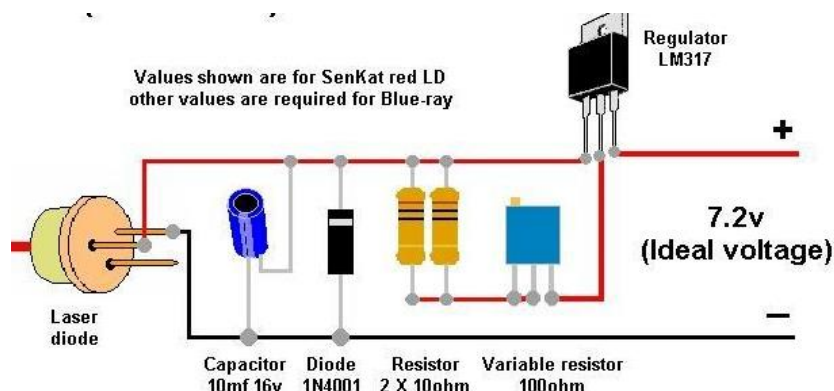 Values shown are for SenKat red LD
other values are required for Blue-ray
Regulator
LM317
+
7.2v
(Ideal voltage)
–
Laser
diode
Capacitor
10mf 16v
Diode
1N4001
Resistor
2 X 10ohm
Variable resistor
100ohm